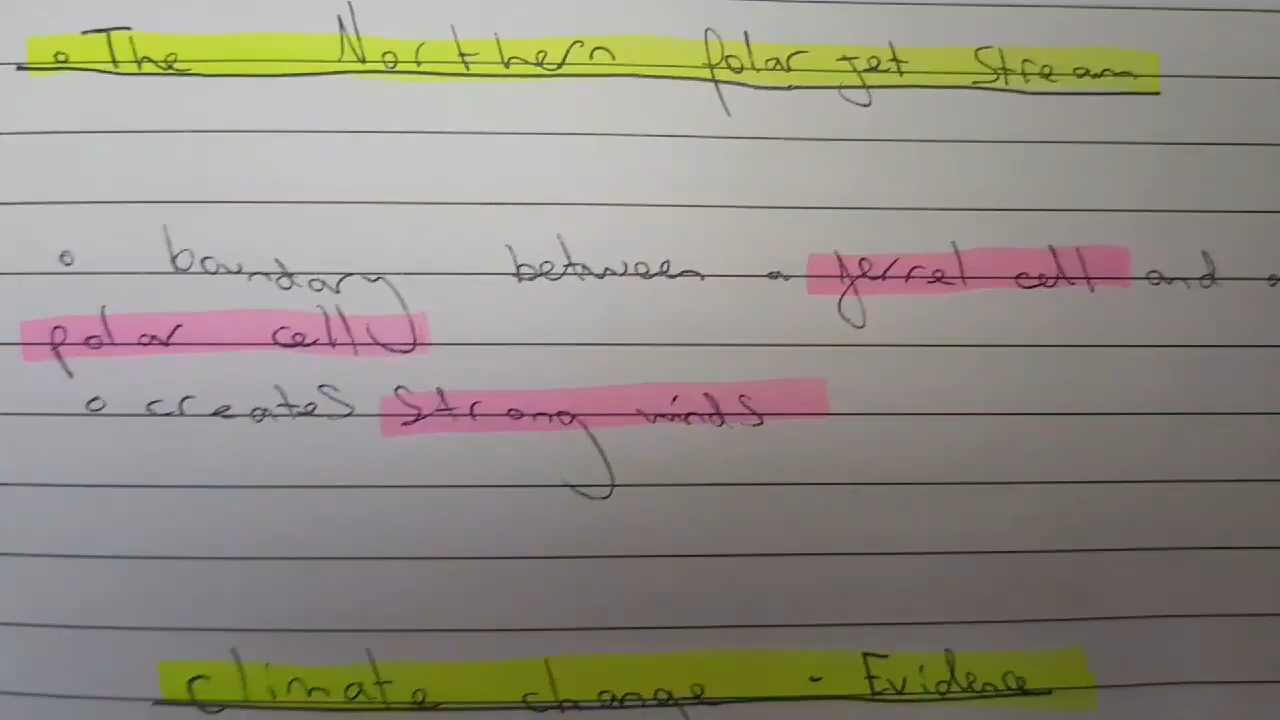 • The Northern Polar jet Stream
• boundary between a ferrel cell and a
polar cell
• creates strong winds
Climate change - Evidence